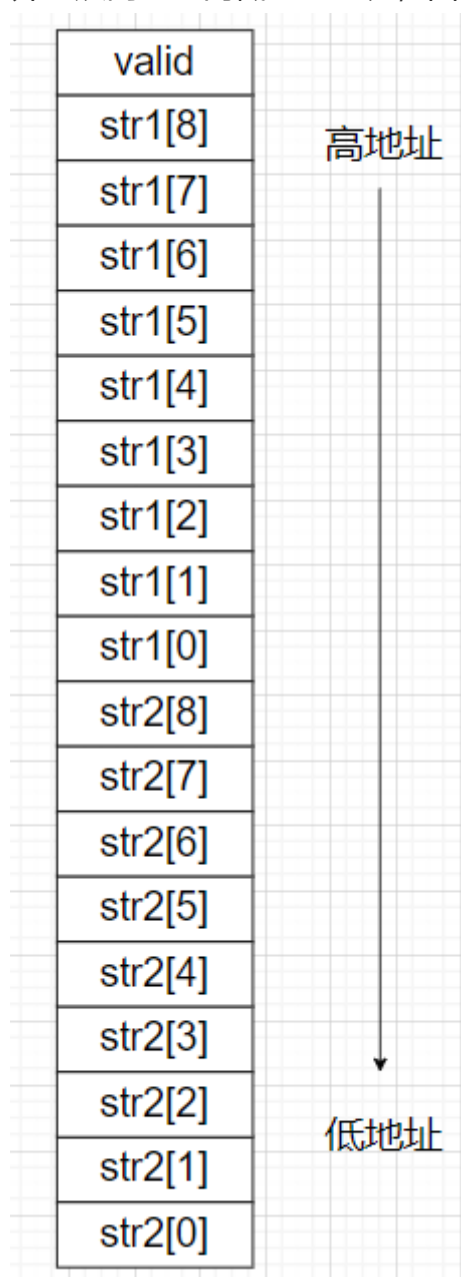 valid
str1[8]
高地址
str1[7]
str1[6]
str1[5]
str1[4]
str1[3]
str1[2]
str1[1]
str1[0]
str2[8]
str2[7]
str2[6]
str2[5]
str2[4]
str2[3]
str2[2]
低地址
str2[1]
str2[0]